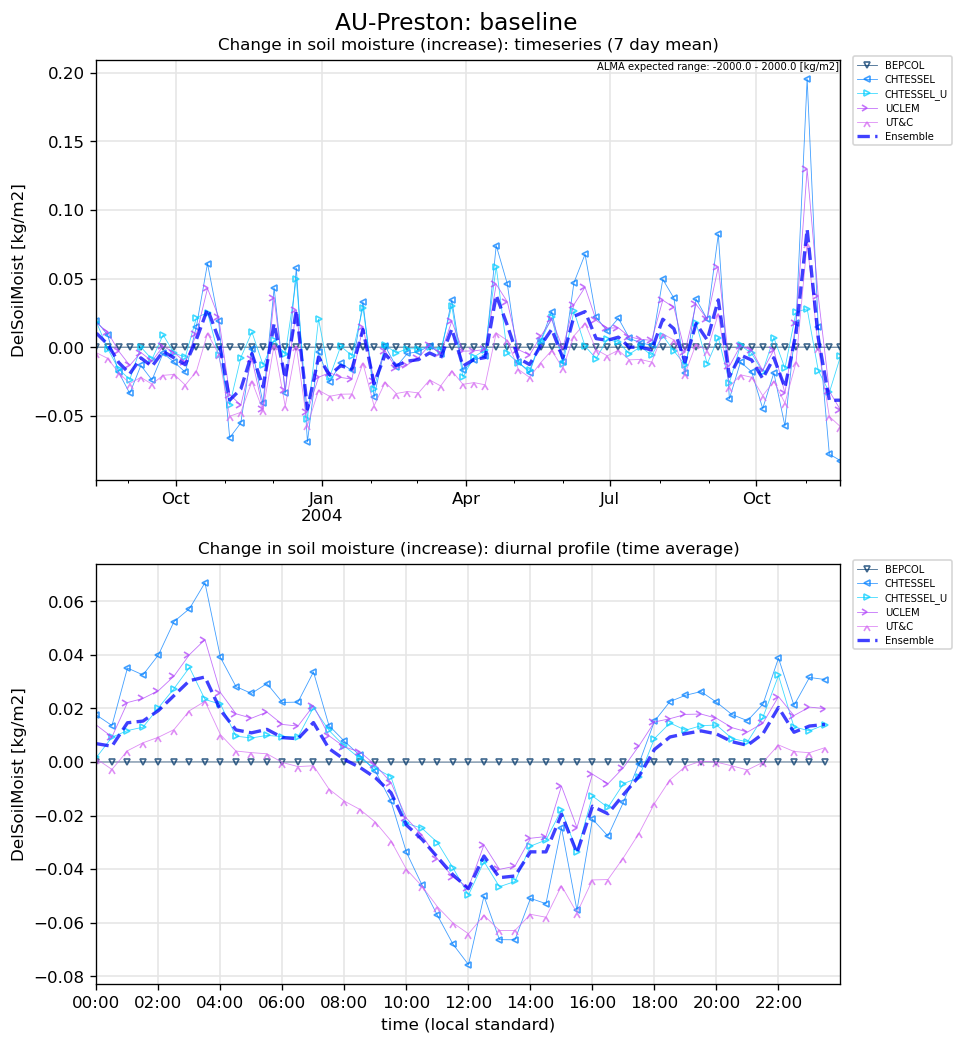 AU-Preston: baseline
Change in soil moisture (increase): timeseries (7 day mean)
ALMA expected range: -2000.0 - 2000.0 [kg/m2]
DelSoilMoist [kg/m2]
0.20
0.15
0.10
0.05
0.00
−0.05
Oct
Jan
2004
Apr
Jul
Oct
BEPCOL
CHTESSEL
CHTESSEL_U
UCLEM
UT&C
Ensemble
Change in soil moisture (increase): diurnal profile (time average)
DelSoilMoist [kg/m2]
0.06
0.04
0.02
0.00
−0.02
−0.04
−0.06
−0.08
00:00 02:00 04:00 06:00 08:00 10:00 12:00 14:00 16:00 18:00 20:00 22:00
time (local standard)
BEPCOL
CHTESSEL
CHTESSEL_U
UCLEM
UT&C
Ensemble